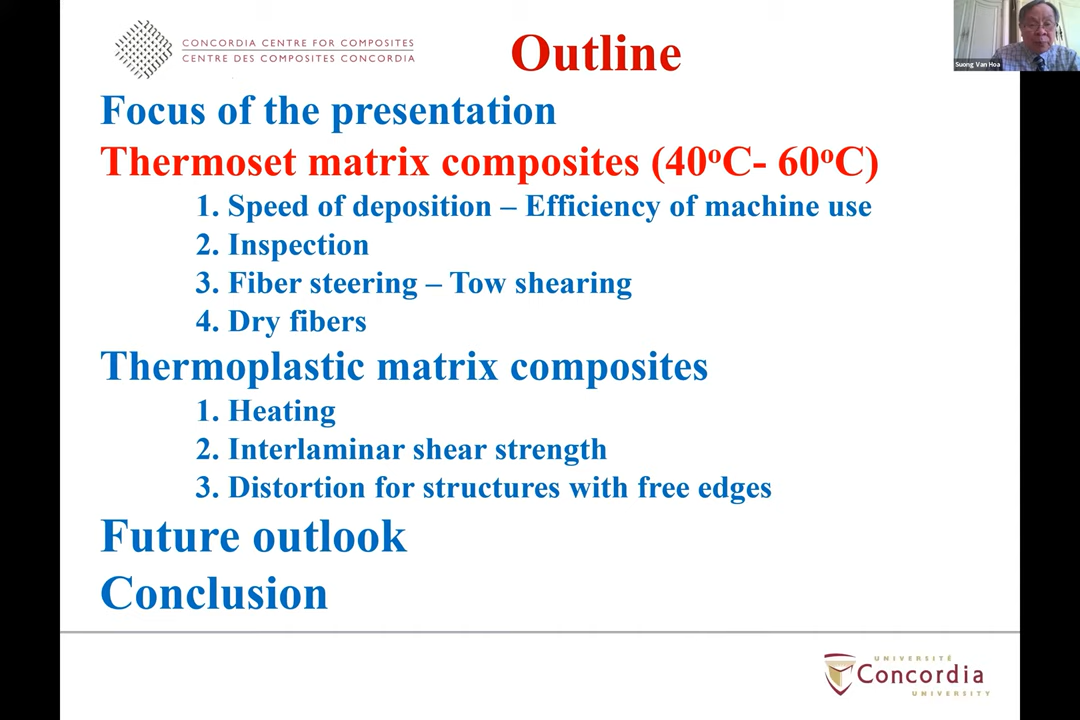 CONCORDIA CENTRE FOR COMPOSITES
CENTRE DES COMPOSITES CONCORDIA
Outline
Suong Van Hoa
Focus of the presentation
Thermoset matrix composites (40°C- 60°C)
1. Speed of deposition – Efficiency of machine use
2. Inspection
3. Fiber steering – Tow shearing
4. Dry fibers
Thermoplastic matrix composites
1. Heating
2. Interlaminar shear strength
3. Distortion for structures with free edges
Future outlook
Conclusion
UNIVERSITÉ
Concordia
UNIVERSITY